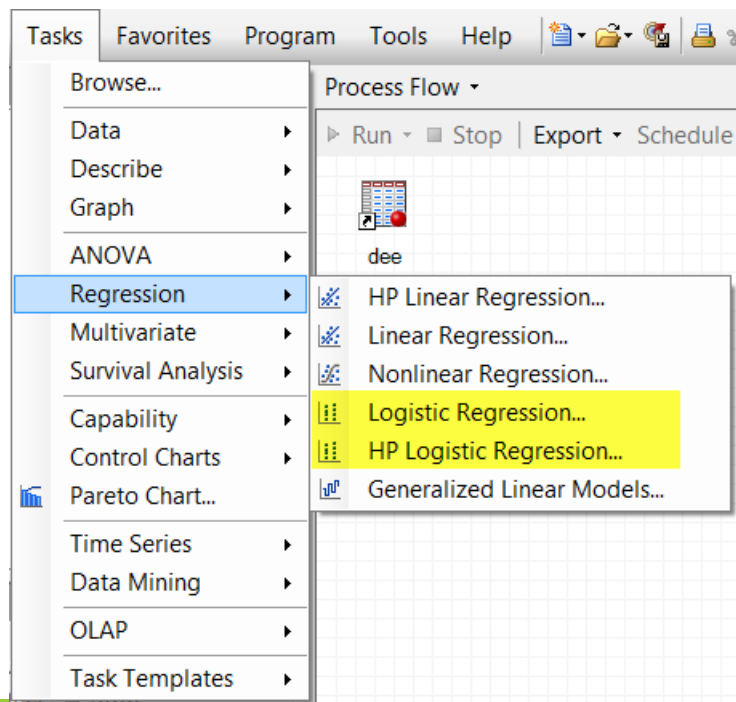 Tasks Favorites Program Tools Help
Browse...
Process Flow
Data
Run Stop Export Schedule
Describe
Graph
ANOVA
dee
Regression
HP Linear Regression...
Multivariate
Linear Regression...
Survival Analysis
Nonlinear Regression...
Capability
Logistic Regression...
Control Charts
HP Logistic Regression...
Pareto Chart...
Generalized Linear Models...
Time Series
Data Mining
OLAP
Task Templates